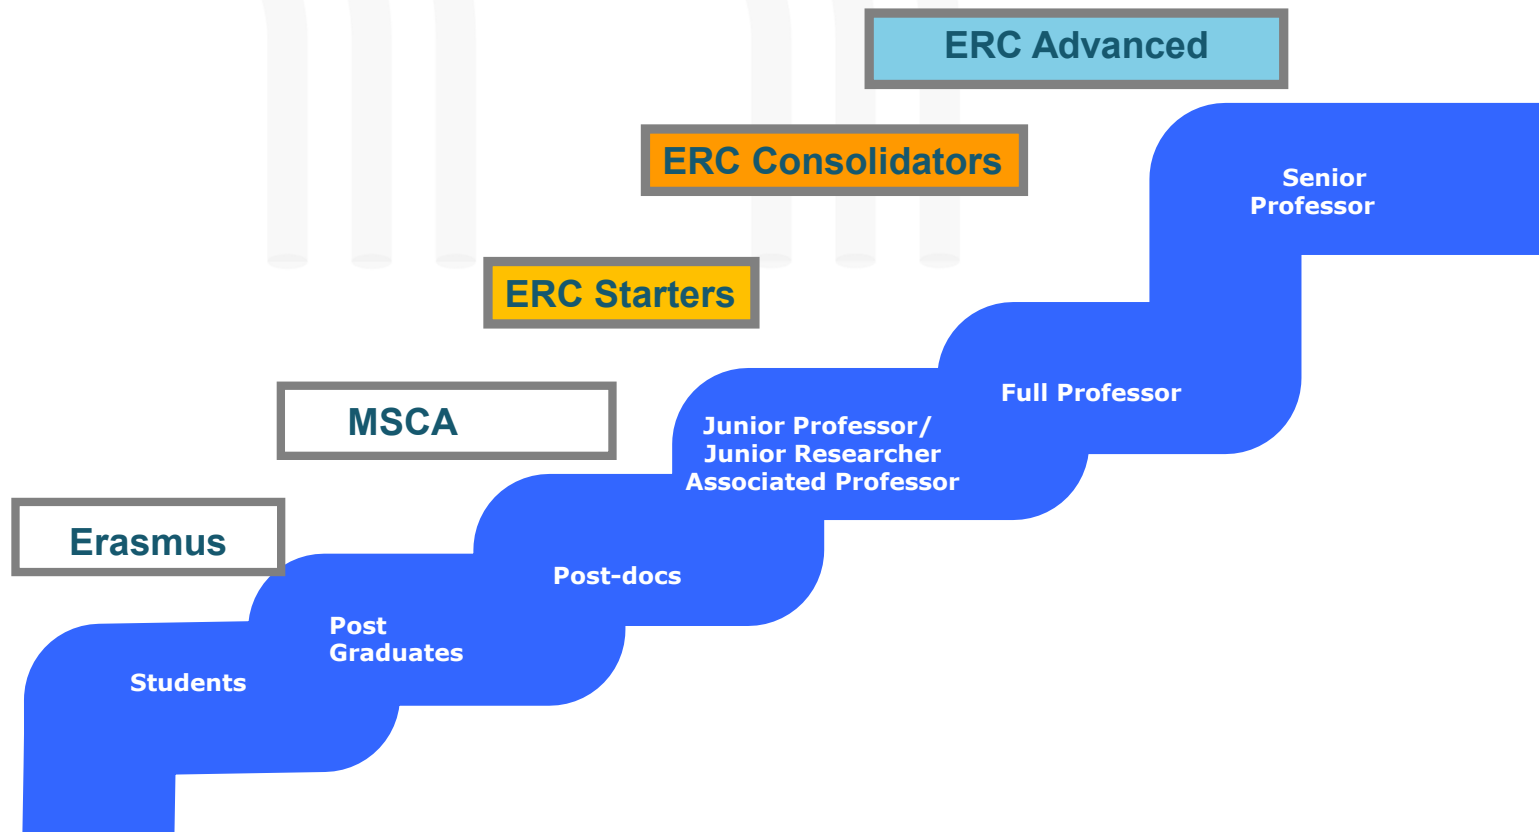 ERC Advanced
ERC Consolidators
Senior
Professor
ERC Starters
Full Professor
MSCA
Junior Professor/
Junior Researcher
Associated Professor
Erasmus
Post-docs
Post
Graduates
Students